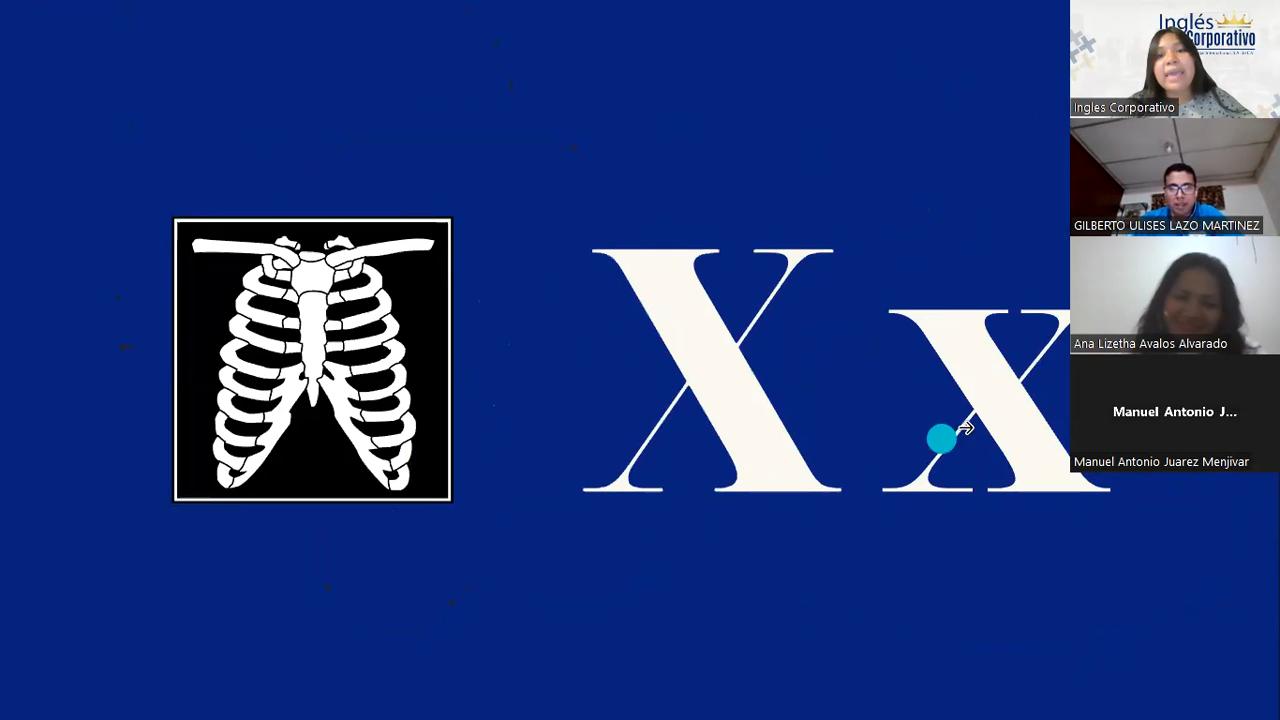 X x
Inglés
Corporativo
Ingles Corporativo
GILBERTO ULISES LAZO MARTINEZ
Ana Lizetha Avalos Alvarado
Manuel Antonio J...
Manuel Antonio Juarez Menjivar